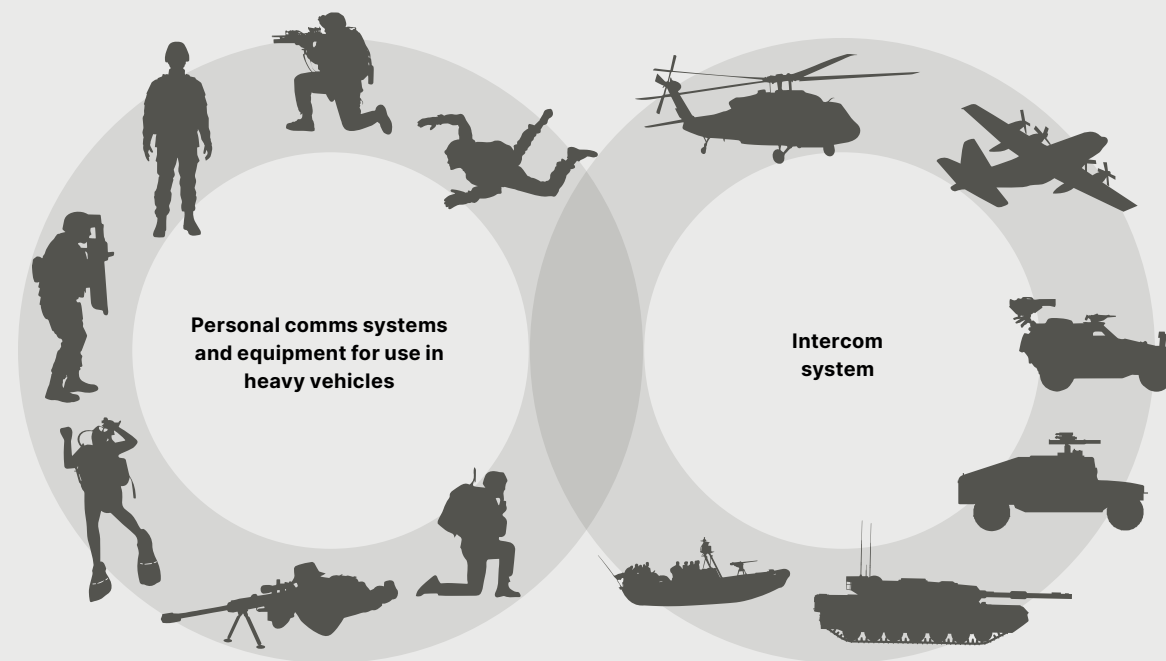 Personal comms systems
and equipment for use in
heavy vehicles
Intercom
system